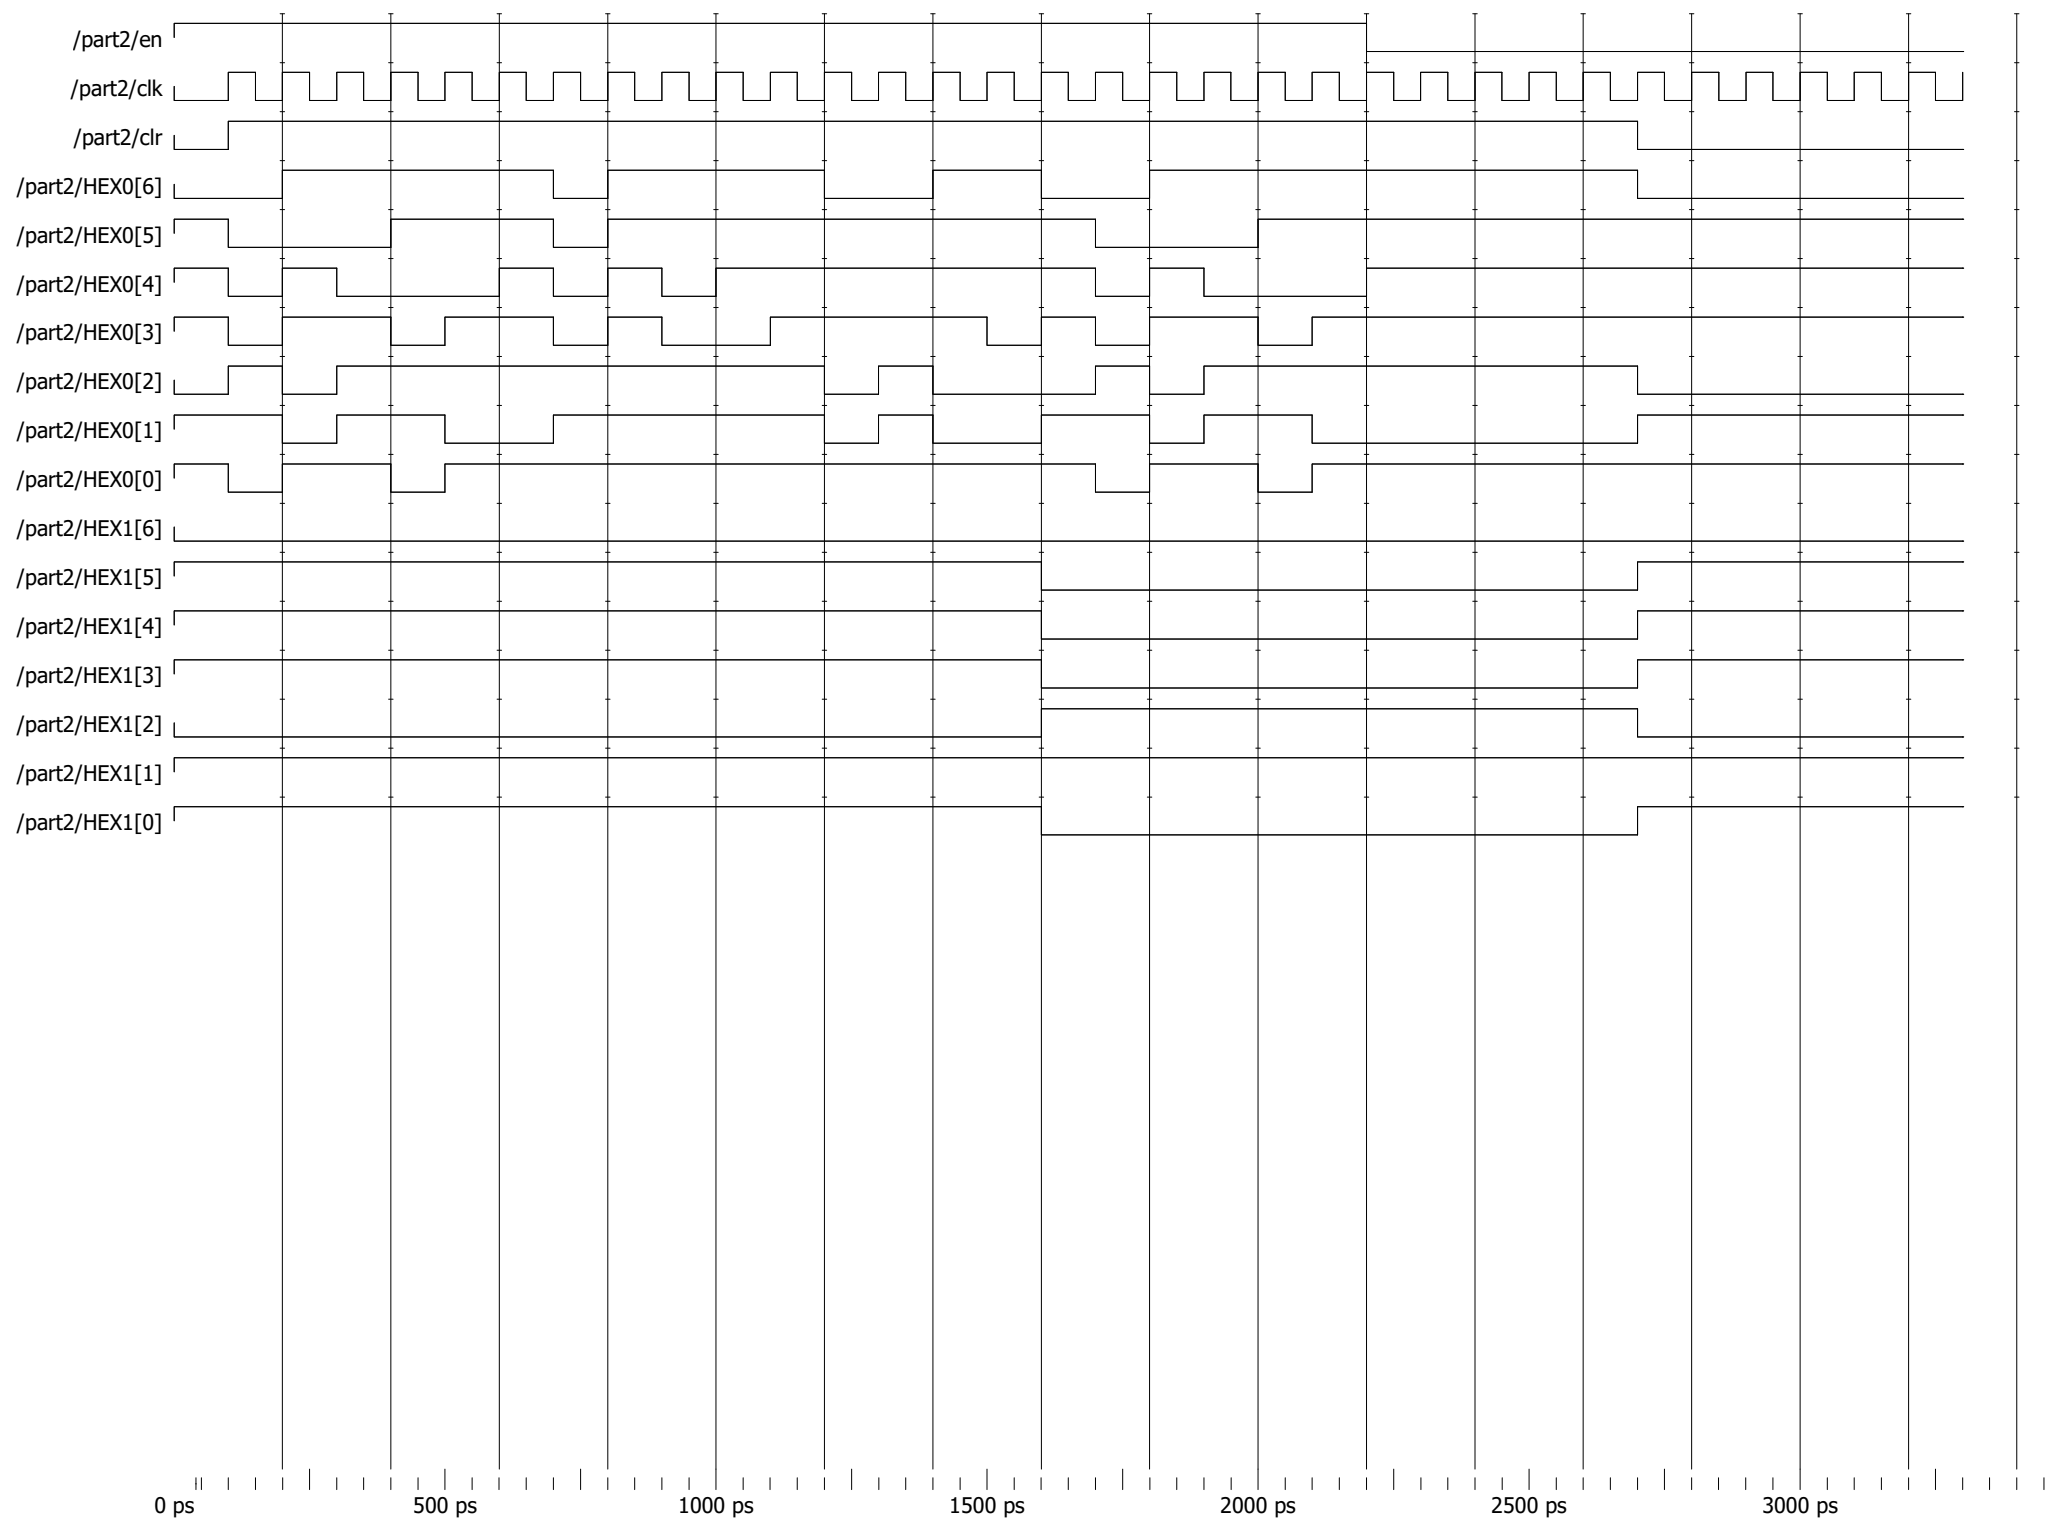 /part2/en
/part2/clk
/part2/clr
/part2/HEX0[6]
/part2/HEX0[5]
/part2/HEX0[4]
/part2/HEX0[3]
/part2/HEX0[2]
/part2/HEX0[1]
/part2/HEX0[0]
/part2/HEX1[6]
/part2/HEX1[5]
/part2/HEX1[4]
/part2/HEX1[3]
/part2/HEX1[2]
/part2/HEX1[1]
/part2/HEX1[0]
0 ps 500 ps 1000 ps 1500 ps 2000 ps 2500 ps 3000 ps